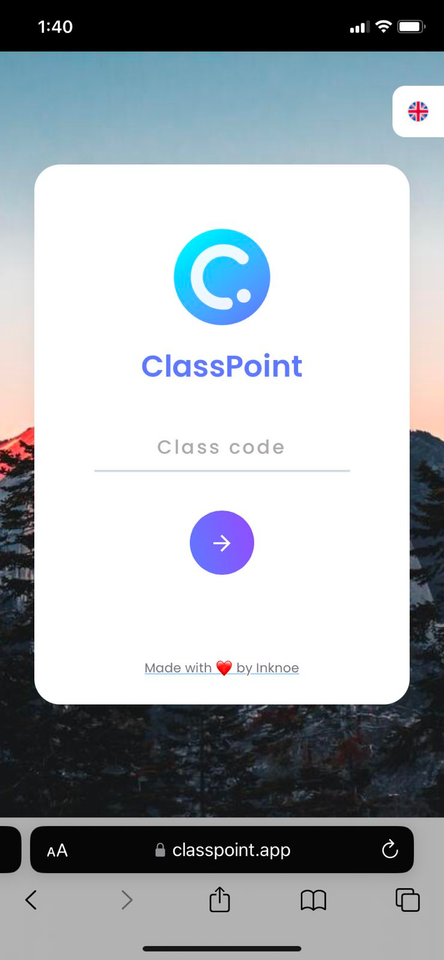 1:40
ClassPoint
Class code
Made with ❤️ by Inknoe
AA classpoint.app